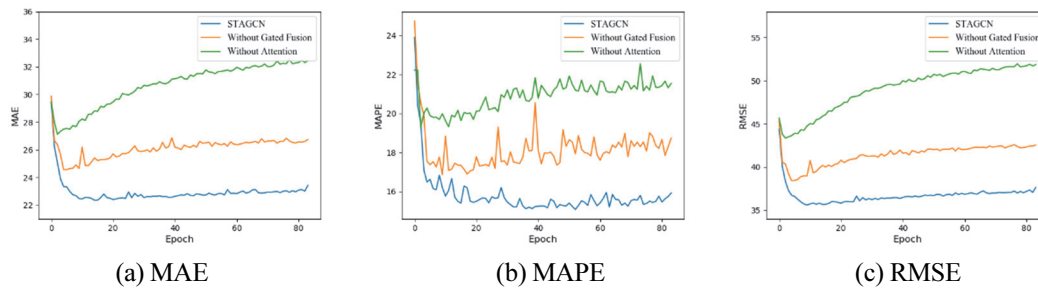 36
34
32
30
28
26
24
22
MAE
0
20
40
60
80
Epoch
STAGCN
Without Gated Fusion
Without Attention
(a) MAE
24
22
20
18
16
MAPE
0
20
40
60
80
Epoch
STAGCN
Without Gated Fusion
Without Attention
(b) MAPE
55
50
45
40
35
RMSE
0
20
40
60
80
Epoch
STAGCN
Without Gated Fusion
Without Attention
(c) RMSE